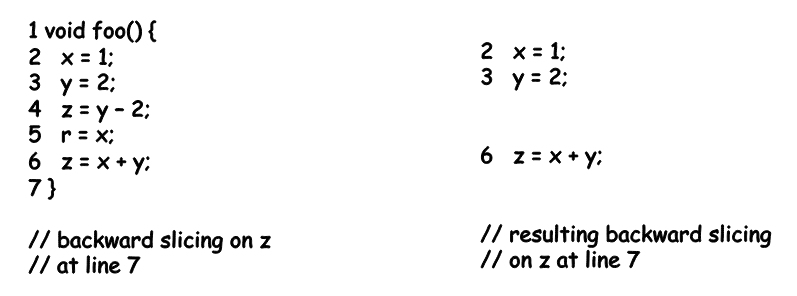 1 void foo() {
2 x = 1;
3 y = 2;
4 z = y - 2;
5 r = x;
6 z = x + y;
7 }
// backward slicing on z
// at line 7
2 x = 1;
3 y = 2;
6 z = x + y;
// resulting backward slicing
// on z at line 7